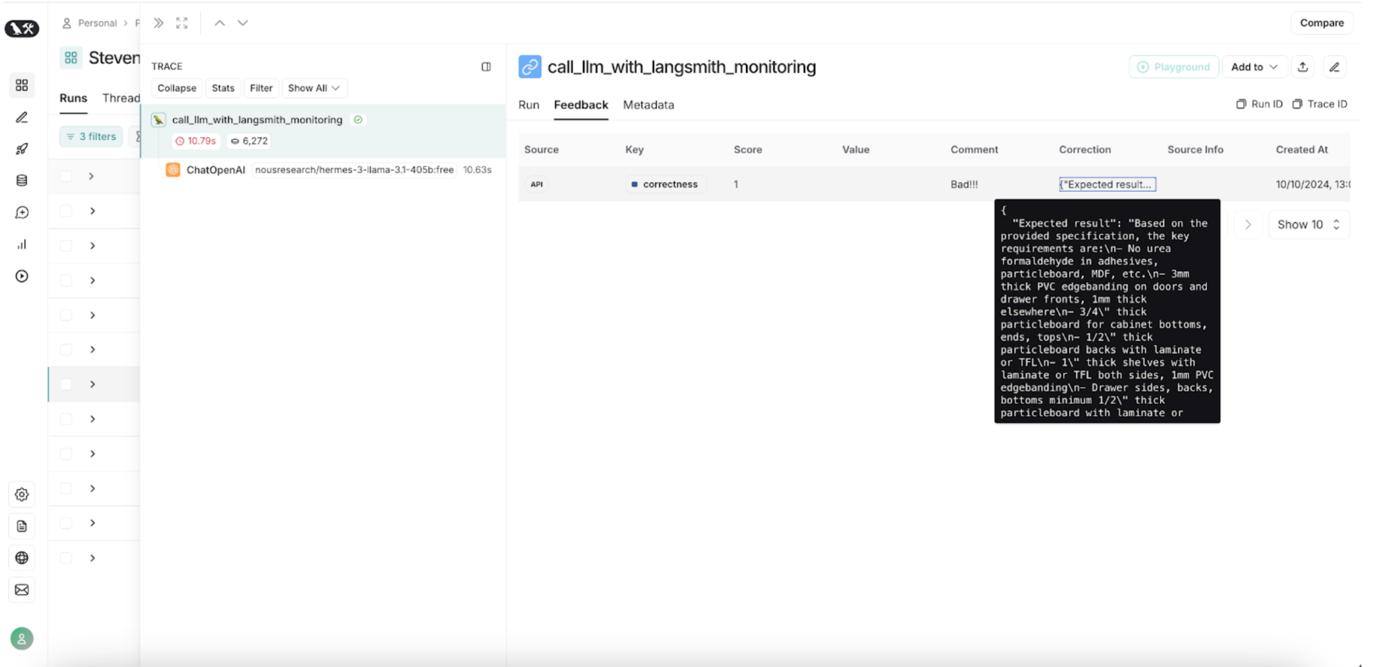 Personal > P
Compare
Steven
TRACE
call_llm_with_langsmith_monitoring
Playground
Add to
Collapse Stats Filter Show All
Runs Thread
Run Feedback Metadata
Run ID Trace ID
call_llm_with_langsmith_monitoring
3 filters
10.79s 6,272
ChatOpenAI nousresearch/hermes-3-llama-3.1-405b:free 10.63s
Source Key Score Value Comment Correction Source Info Created At
API correctness 1 Bad!!! {"Expected result... 10/10/2024, 13:0
{
"Expected result": "Based on the
provided specification, the key
requirements are:\n- No urea
formaldehyde in adhesives,
particleboard, MDF, etc.\n- 3mm
thick PVC edgebanding on doors and
drawer fronts, 1mm thick
elsewhere\n- 3/4\" thick
particleboard for cabinet bottoms,
ends, tops\n- 1/2\" thick
particleboard backs with laminate
or TFL\n- 1\" thick shelves with
laminate or TFL both sides, 1mm PVC
edgebanding\n- Drawer sides, backs,
bottoms minimum 1/2\" thick
particleboard with laminate or
Show 10